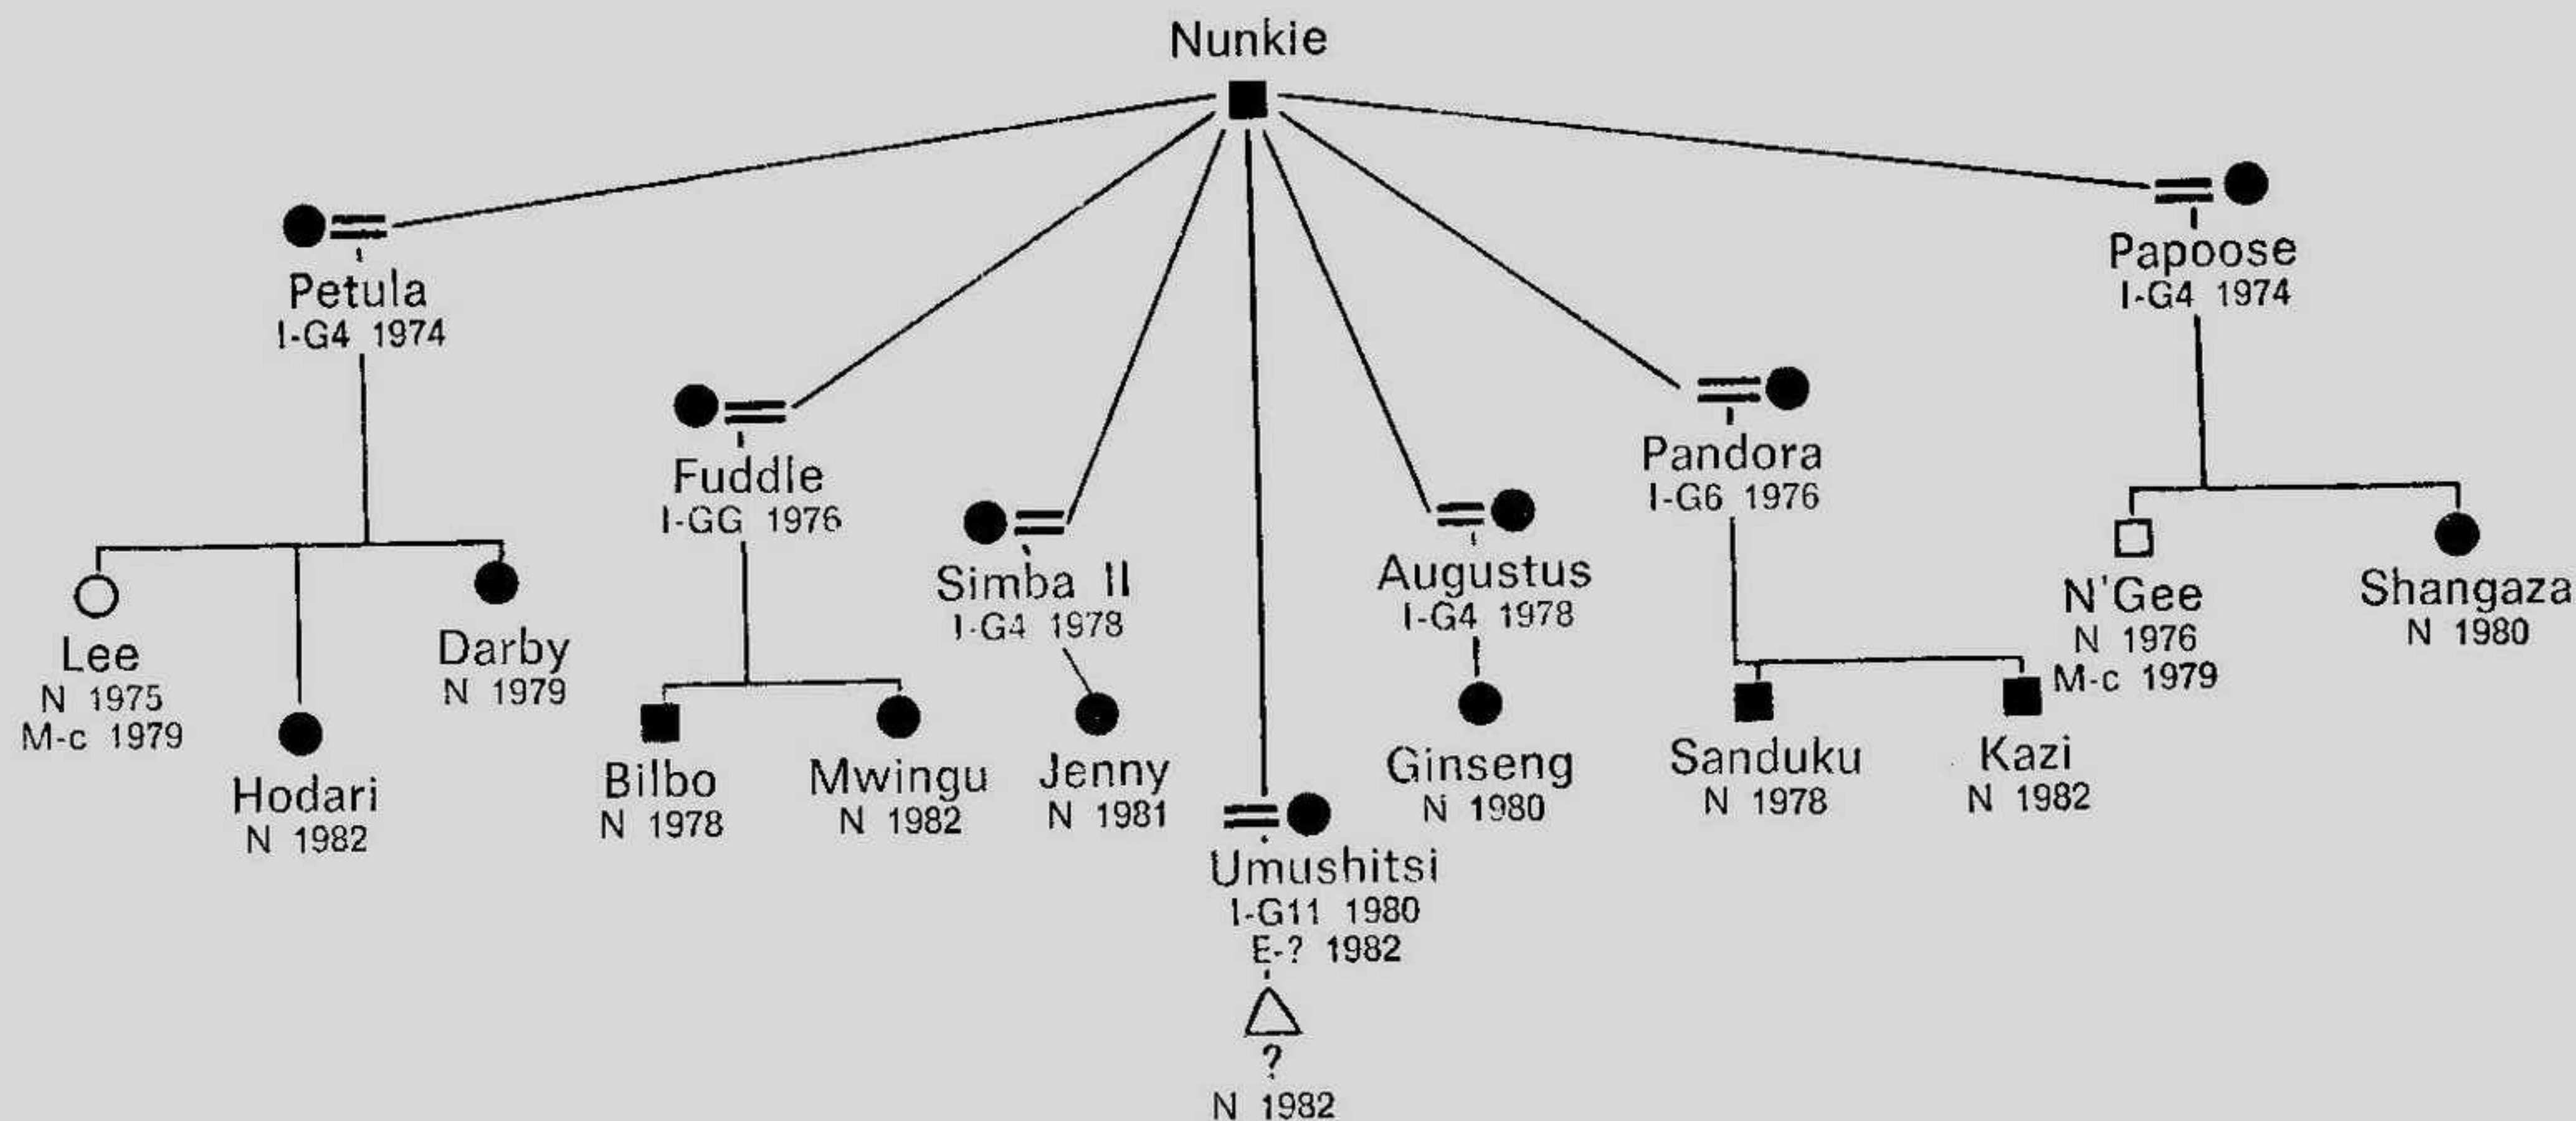 Nunkie
Petula
I-G4 1974
Papoose
I-G4 1974
Fuddle
I-GG 1976
Pandora
I-G6 1976
Simba II
I-G4 1978
Augustus
I-G4 1978
Lee
N 1975
M-c 1979
Hodari
N 1982
Darby
N 1979
Bilbo
N 1978
Mwingu
N 1982
Jenny
N 1981
Umushitsi
I-G11 1980
E-? 1982
?
N 1982
Ginseng
N 1980
Sanduku
N 1978
Kazi
N 1982
N'Gee
N 1976
M-c 1979
Shangaza
N 1980